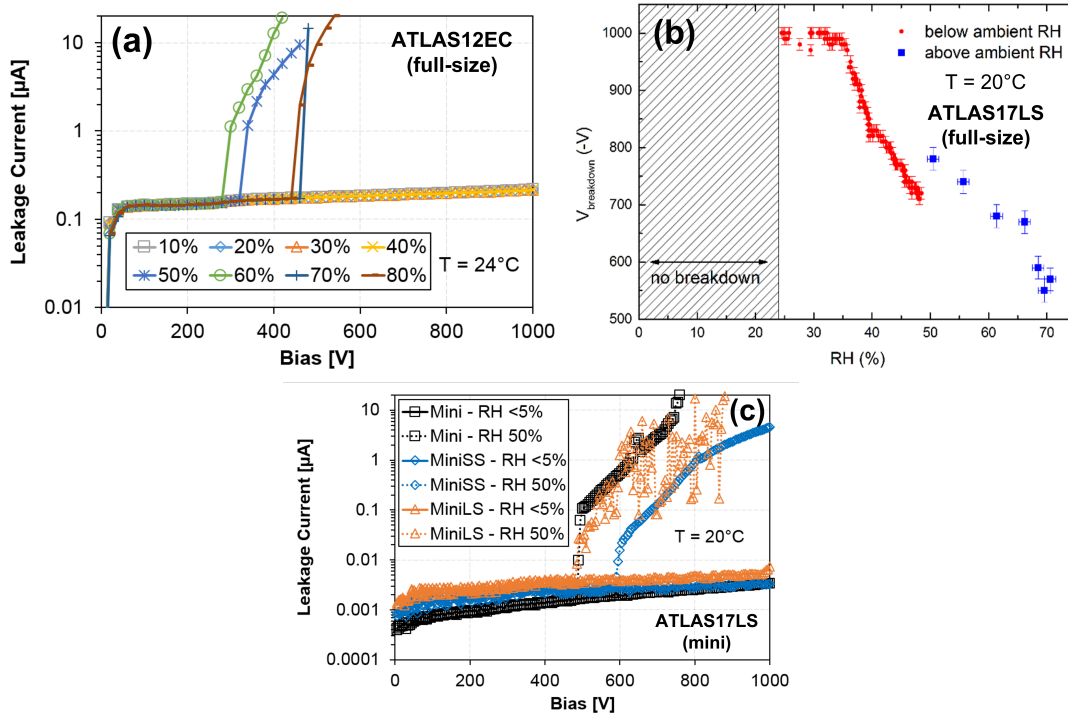 (a)
ATLAS12EC
(full-size)
Leakage Current [µA]
10
1
0.1
0.01
10% 20% 30% 40%
50% 60% 70% 80%
T = 24°C
0 200 400 600 800 1000
Bias [V]
(b)
below ambient RH
above ambient RH
T = 20°C
ATLAS17LS
(full-size)
V breakdown (-V)
1000
900
800
700
600
500
no breakdown
0 10 20 30 40 50 60 70
RH (%)
(c)
Mini - RH <5%
Mini - RH 50%
MiniSS - RH <5%
MiniSS - RH 50%
MiniLS - RH <5%
MiniLS - RH 50%
T = 20°C
ATLAS17LS
(mini)
Leakage Current [µA]
10
1
0.1
0.01
0.001
0.0001
0 200 400 600 800 1000
Bias [V]